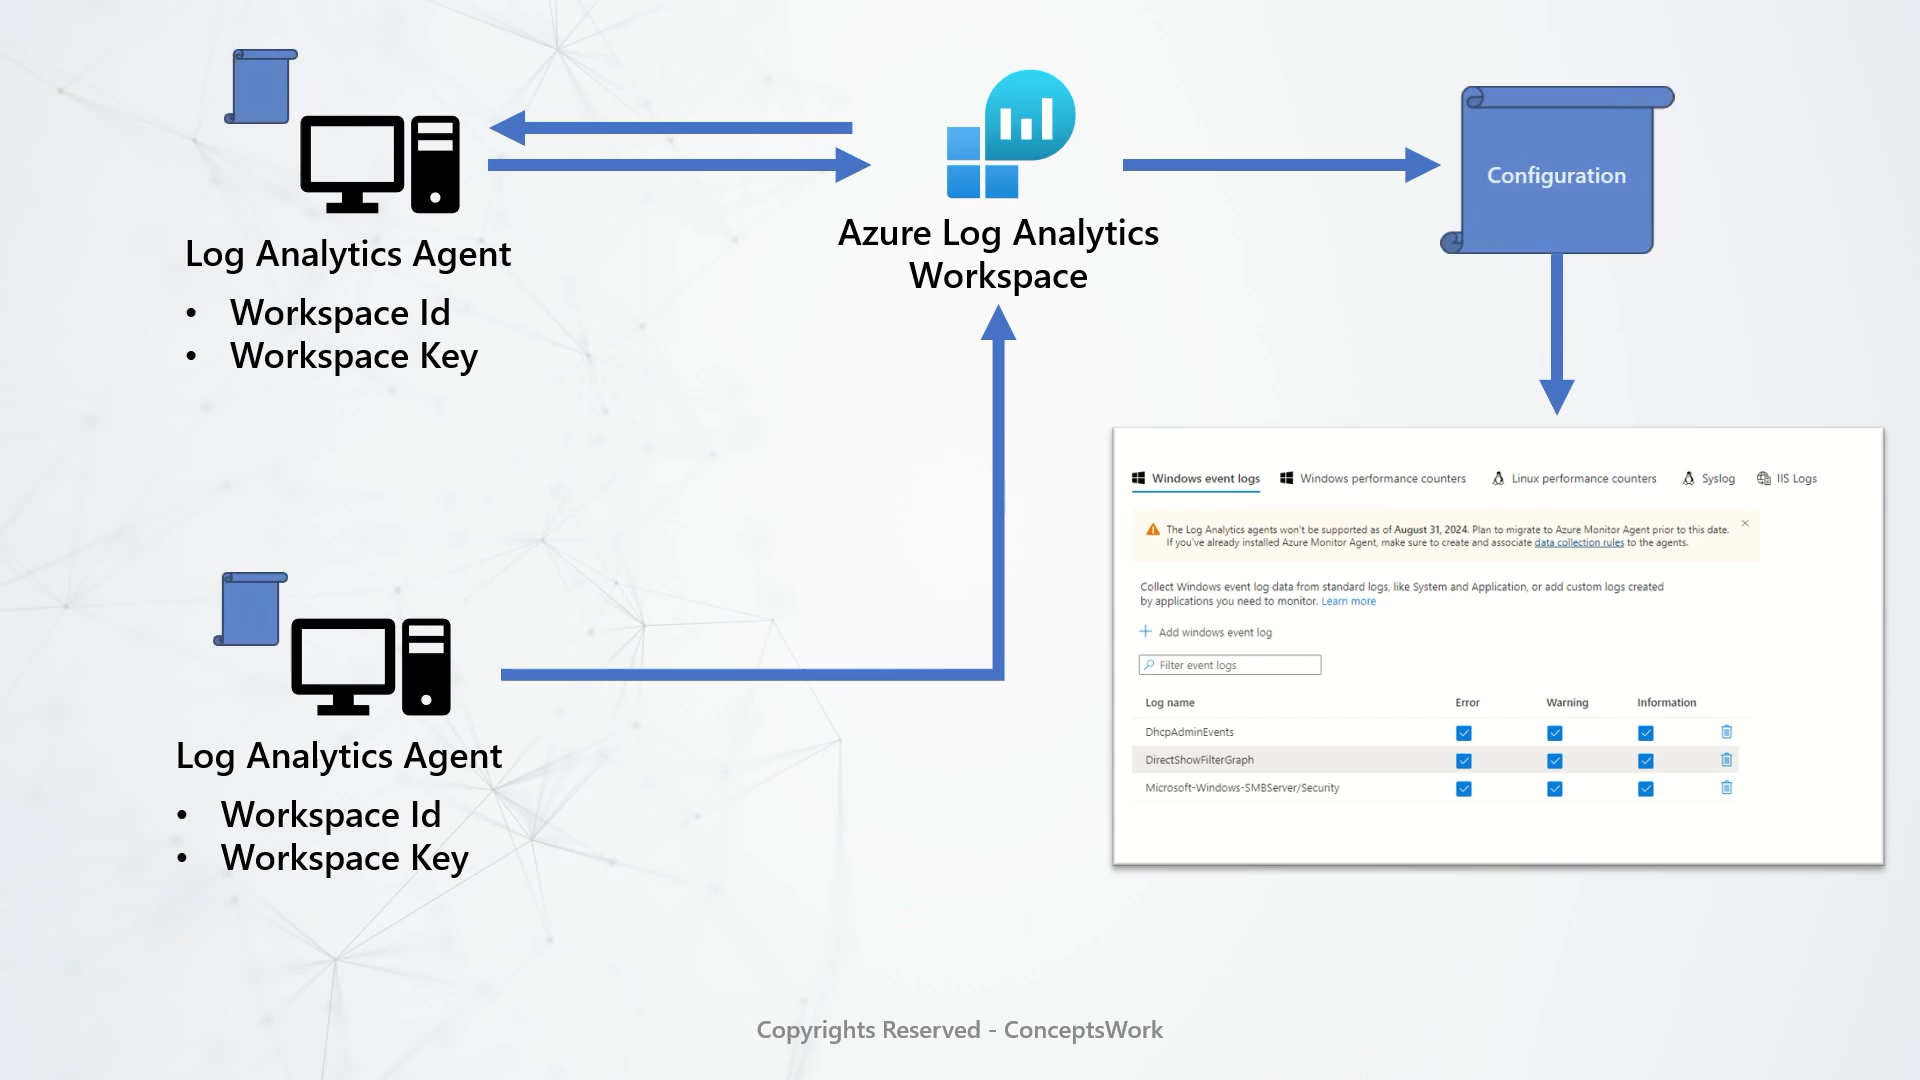 Log Analytics Agent
• Workspace Id
• Workspace Key
Azure Log Analytics
Workspace
Configuration
Log Analytics Agent
• Workspace Id
• Workspace Key
Windows event logs Windows performance counters Linux performance counters Syslog IIS Logs
The Log Analytics agents won't be supported as of August 31, 2024. Plan to migrate to Azure Monitor Agent prior to this date.
If you've already installed Azure Monitor Agent, make sure to create and associate data collection rules to the agents.
Collect Windows event log data from standard logs, like System and Application, or add custom logs created
by applications you need to monitor. Learn more
Add windows event log
Filter event logs
Log name Error Warning Information
DhcpAdminEvents
DirectShowFilterGraph
Microsoft-Windows-SMBServer/Security
Copyrights Reserved - ConceptsWork